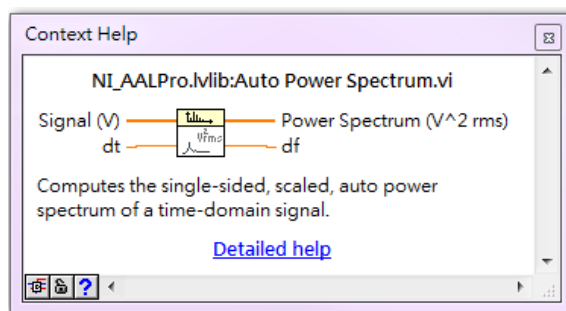 Context Help
NI_AALPro.lvlib:Auto Power Spectrum.vi
Signal (V) Power Spectrum (V^2 rms)
dt df
Computes the single-sided, scaled, auto power
spectrum of a time-domain signal.
Detailed help
?